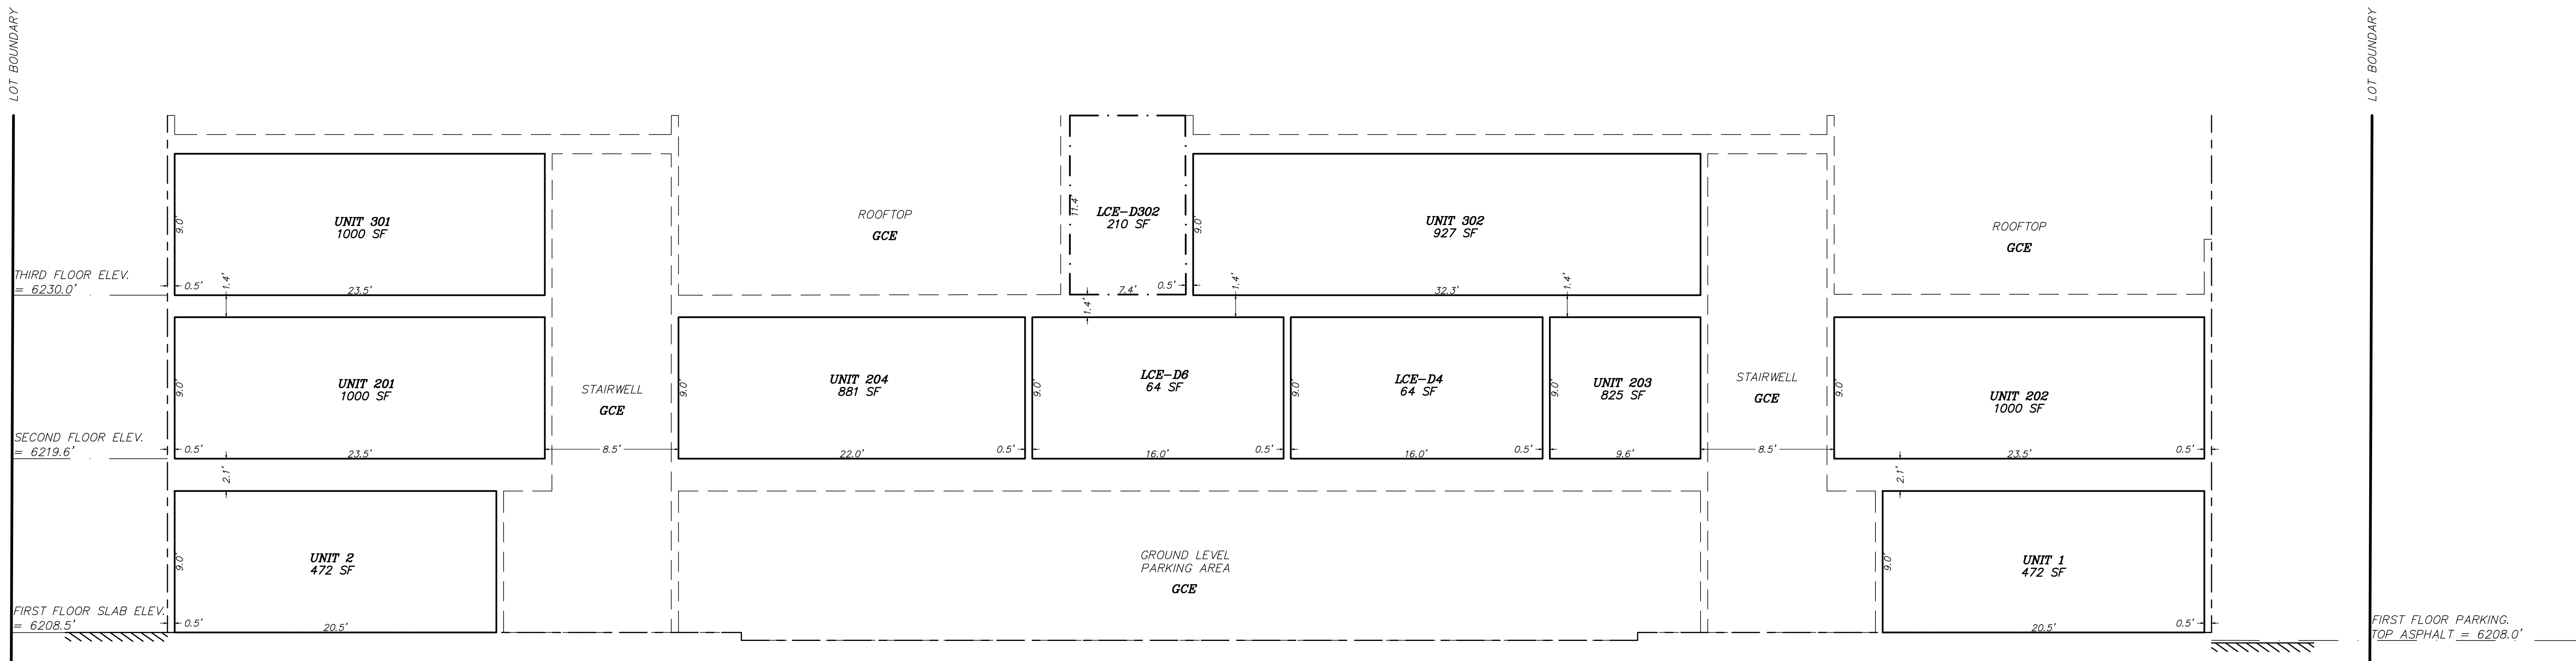 LOT BOUNDARY
LOT BOUNDARY
UNIT 301
1000 SF
9.0'
0.5'
23.5'
1.4'
ROOFTOP
GCE
11.4'
LCE-D302
210 SF
7.4'
0.5'
1.4'
9.0'
UNIT 302
927 SF
32.3'
1.4'
1.4'
ROOFTOP
GCE
THIRD FLOOR ELEV.
= 6230.0'
UNIT 201
1000 SF
9.0'
0.5'
23.5'
STAIRWELL
GCE
8.5'
9.0'
UNIT 204
881 SF
22.0'
0.5'
9.0'
LCE-D6
64 SF
16.0'
0.5'
9.0'
LCE-D4
64 SF
16.0'
0.5'
9.0'
UNIT 203
825 SF
9.6'
STAIRWELL
GCE
8.5'
9.0'
UNIT 202
1000 SF
23.5'
0.5'
SECOND FLOOR ELEV.
= 6219.6'
2.1'
2.1'
9.0'
UNIT 2
472 SF
0.5'
20.5'
GROUND LEVEL
PARKING AREA
GCE
9.0'
UNIT 1
472 SF
20.5'
0.5'
FIRST FLOOR SLAB ELEV.
= 6208.5'
FIRST FLOOR PARKING.
TOP ASPHALT = 6208.0'